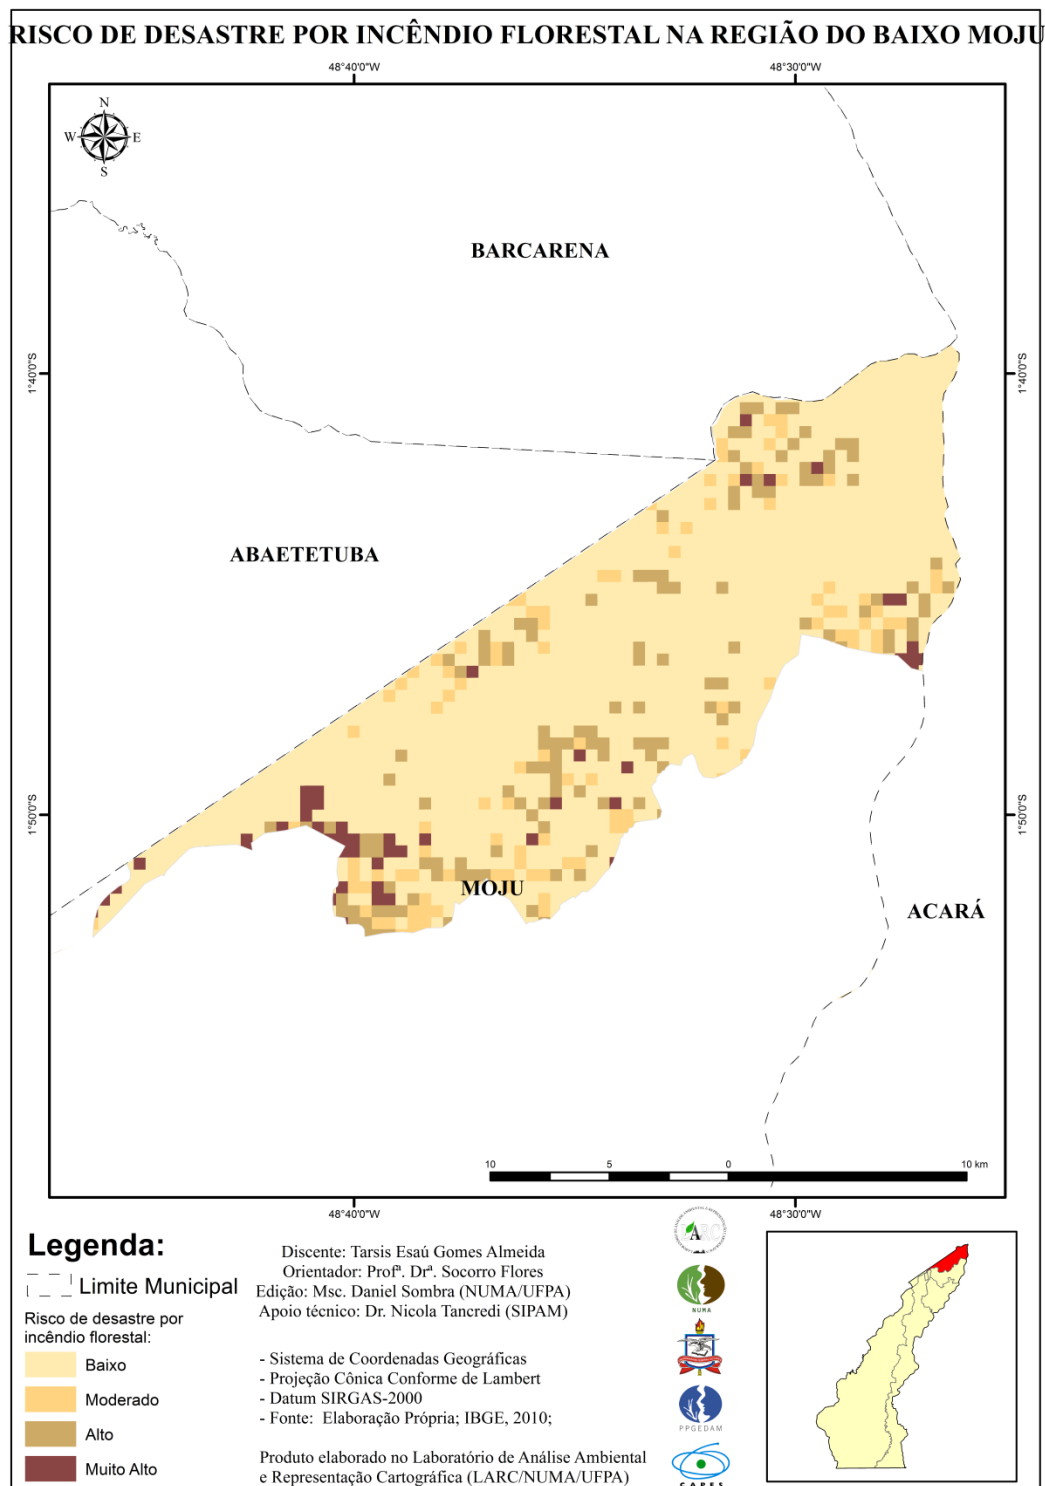 RISCO DE DESASTRE POR INCÊNDIO FLORESTAL NA REGIÃO DO BAIXO MOJU
48°40'0"W
48°30'0"W
N
W
E
S
BARCARENA
1°40'0"S
1°40'0"S
ABAETETUBA
1°50'0"S
1°50'0"S
MOJU
ACARÁ
10
5
0
10 km
48°40'0"W
48°30'0"W
Legenda:
Limite Municipal
Risco de desastre por
incêndio florestal:
Baixo
Moderado
Alto
Muito Alto
Discente: Tarsis Esaú Gomes Almeida
Orientador: Profª. Drª. Socorro Flores
Edição: Msc. Daniel Sombra (NUMA/UFPA)
Apoio técnico: Dr. Nicola Tancredi (SIPAM)
- Sistema de Coordenadas Geográficas
- Projeção Cônica Conforme de Lambert
- Datum SIRGAS-2000
- Fonte: Elaboração Própria; IBGE, 2010;
Produto elaborado no Laboratório de Análise Ambiental
e Representação Cartográfica (LARC/NUMA/UFPA)
LARC
NUMA
PPGEDAM
CAPES